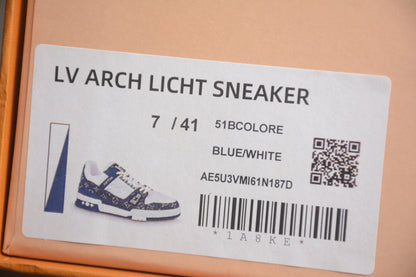 LV ARCH LICHT SNEAKER
7 / 41
51BCOLORE
BLUE/WHITE
AE5U3VMI61N187D
*1A8KE*